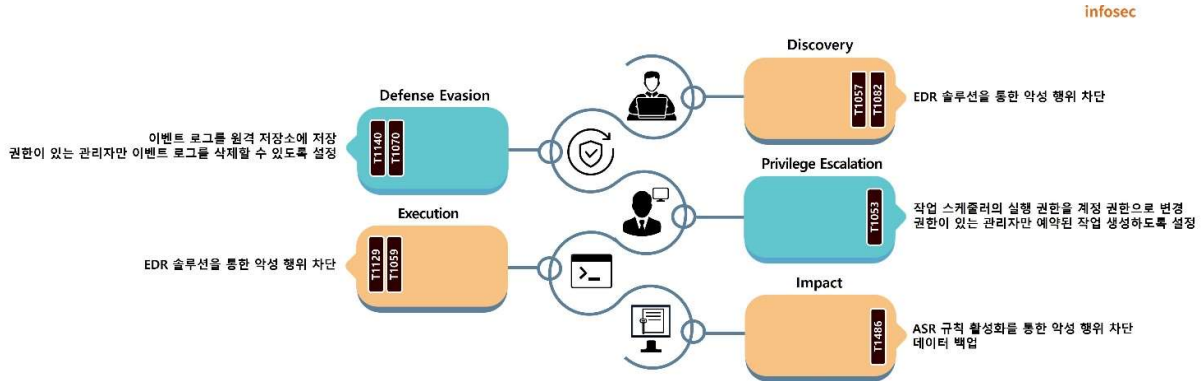 infosec
Discovery
T1057
T1082
EDR 솔루션을 통한 악성 행위 차단
Defense Evasion
이벤트 로그를 원격 저장소에 저장
권한이 있는 관리자만 이벤트 로그를 삭제할 수 있도록 설정
T1140
T1070
Privilege Escalation
T1053
작업 스케줄러의 실행 권한을 계정 권한으로 변경
권한이 있는 관리자만 예약된 작업 생성하도록 설정
Execution
EDR 솔루션을 통한 악성 행위 차단
T1129
T1059
Impact
T1486
ASR 규칙 활성화를 통한 악성 행위 차단
데이터 백업